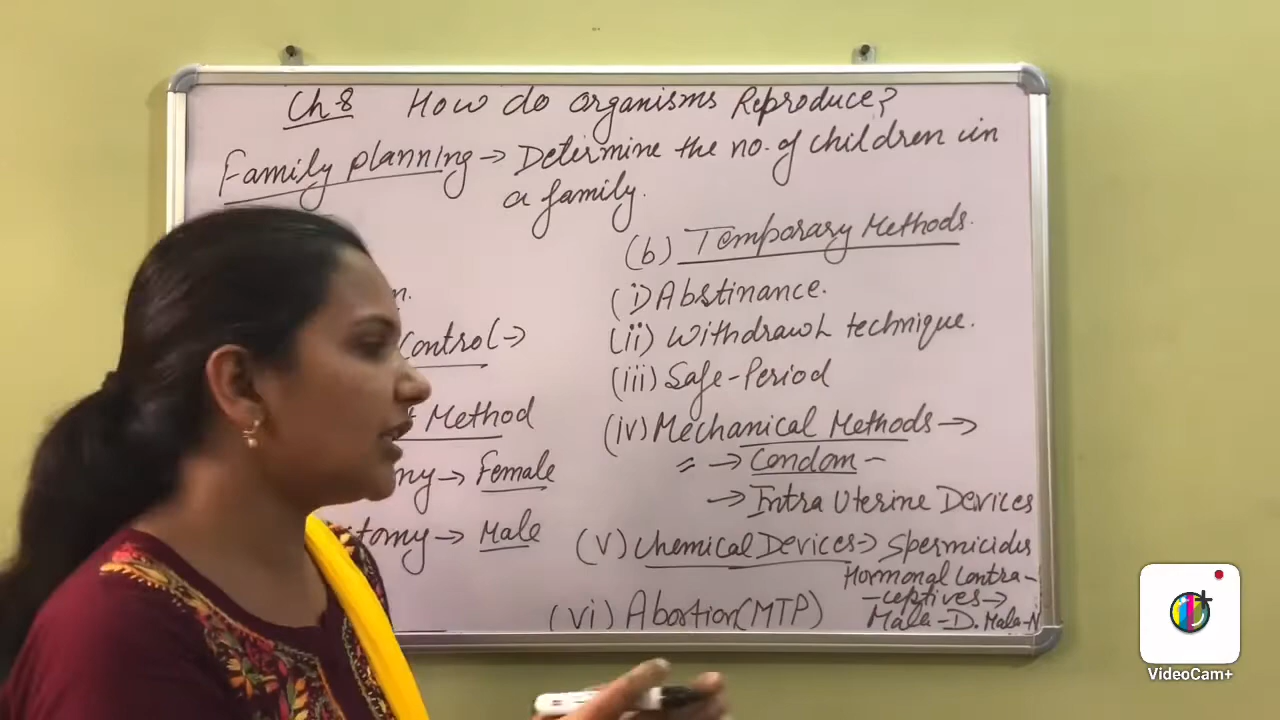 Ch-8 How do organisms Reproduce?
Family planning → Determine the no. of children in
a family.
Control →
Method
→ Female
tomy → Male
(b) Temporary Methods.
(i) Abstinance.
(ii) Withdrawl technique.
(iii) Safe-Period
(iv) Mechanical Methods →
= → Condom –
→ Intra Uterine Devices
(v) Chemical Devices → Spermicides
Hormonal Contra-
-ceptives →
Mala-D. Mala-N
(vi) Abortion (MTP)
VideoCam+